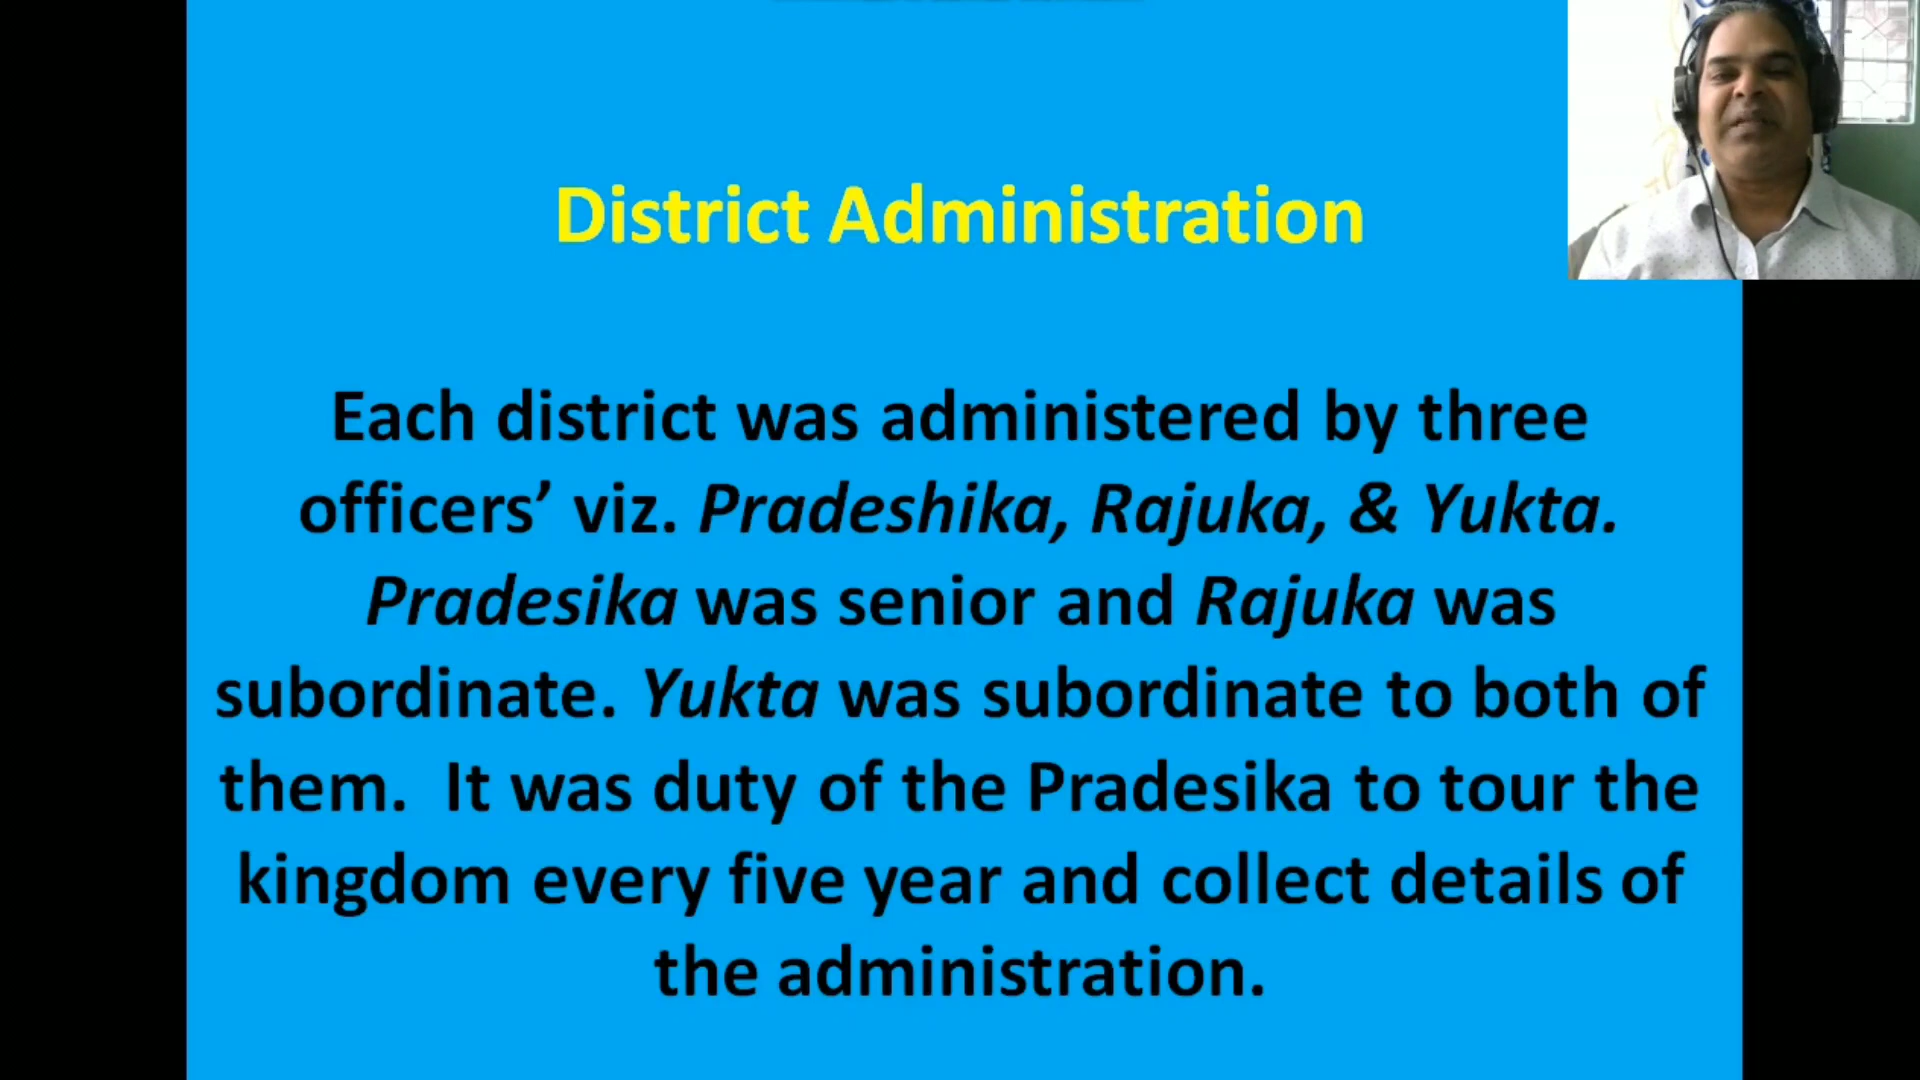 District Administration
Each district was administered by three
officers’ viz. Pradeshika, Rajuka, & Yukta.
Pradesika was senior and Rajuka was
subordinate. Yukta was subordinate to both of
them.  It was duty of the Pradesika to tour the
kingdom every five year and collect details of
the administration.